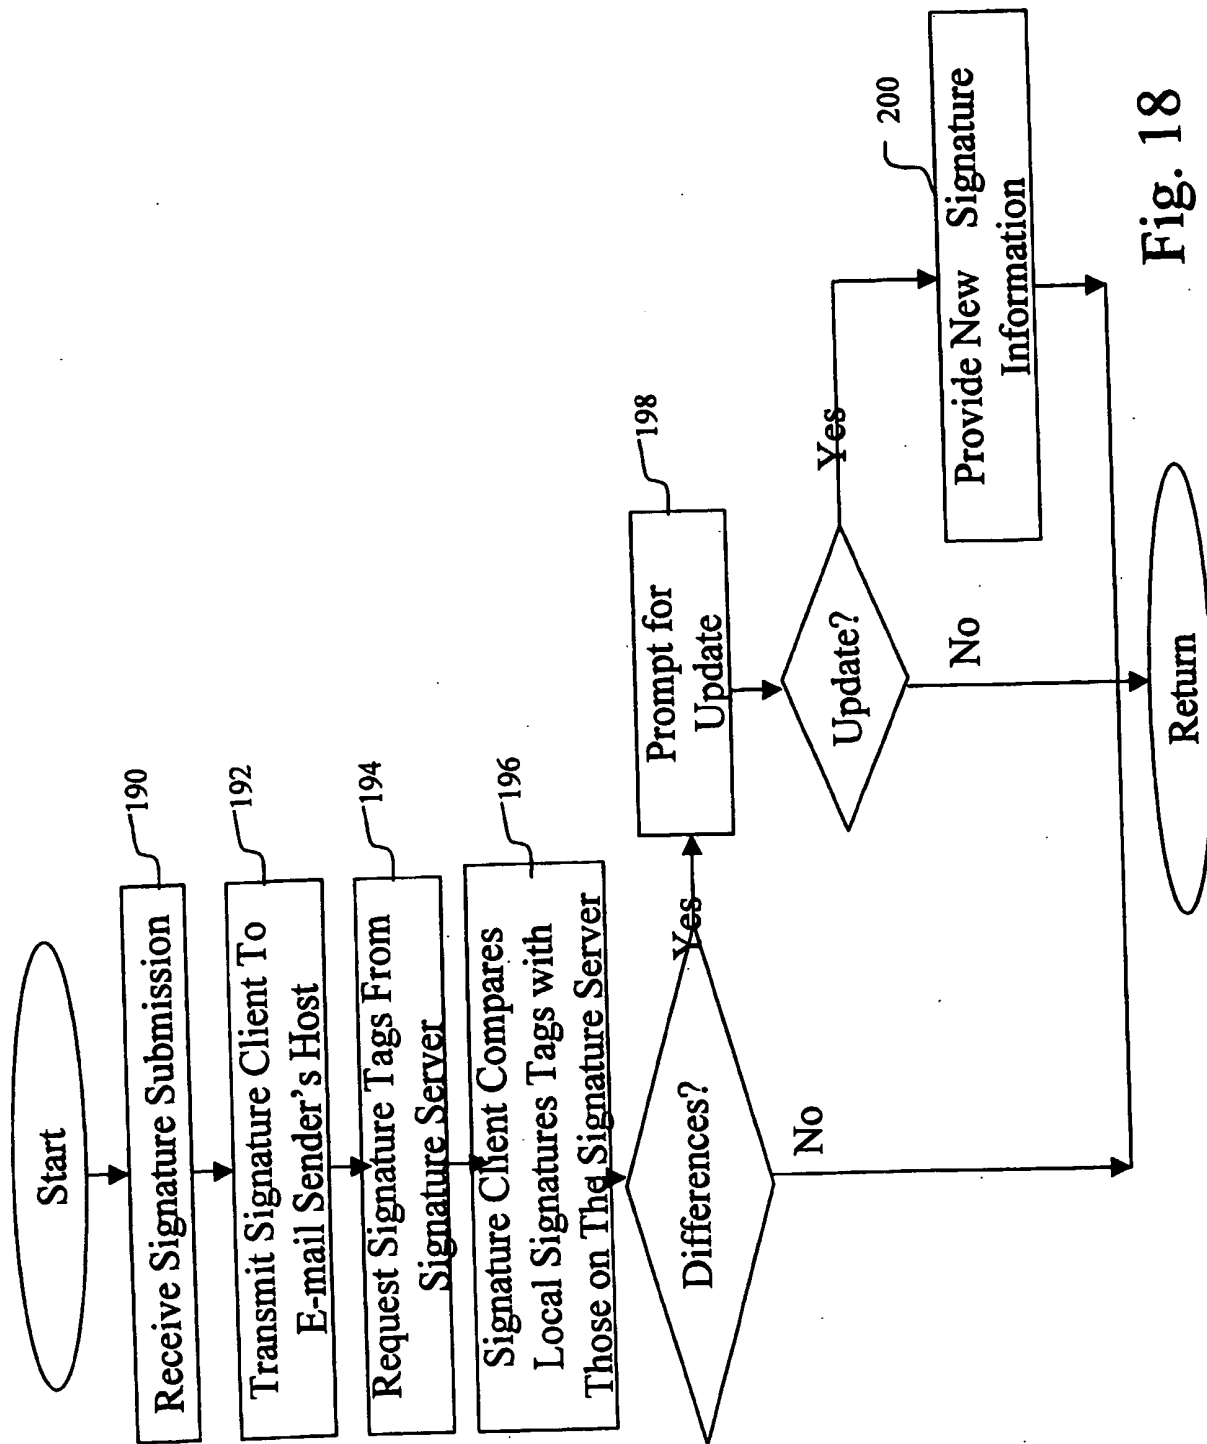 Start
190
Receive Signature Submission
192
Transmit Signature Client To
E-mail Sender's Host
194
Request Signature Tags From
Signature Server
196
Signature Client Compares
Local Signatures Tags with
Those on The Signature Server
Differences?
Yes
No
198
Prompt for
Update
Update?
Yes
No
200
Provide New Signature
Information
Return
Fig. 18